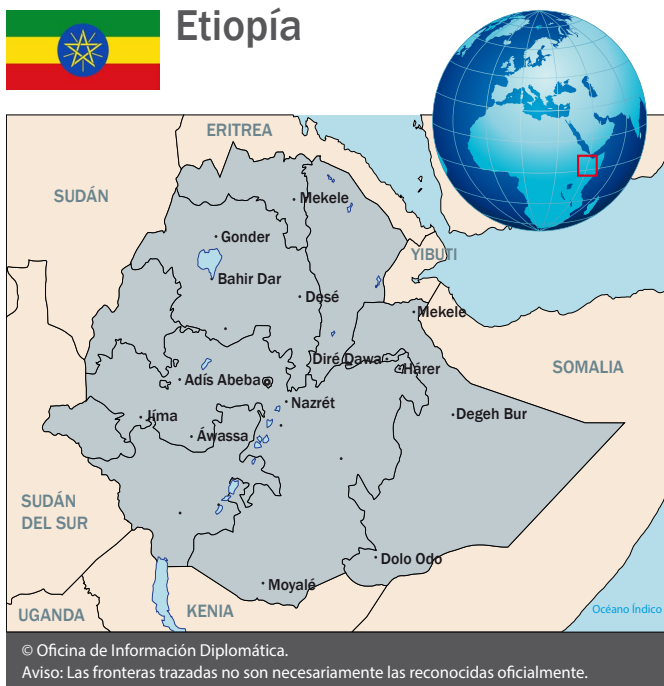 Etiopía
ERITREA
SUDÁN
Mekele
Gonder
YIBUTI
Bahir Dar
Desé
Mekele
Diré Dawa
Hárer
SOMALIA
Adís Abeba
Nazrét
Degeh Bur
Jíma
Áwassa
SUDÁN
DEL SUR
Dolo Odo
Moyalé
UGANDA
KENIA
Océano Índico
© Oficina de Información Diplomática.
Aviso: Las fronteras trazadas no son necesariamente las reconocidas oficialmente.